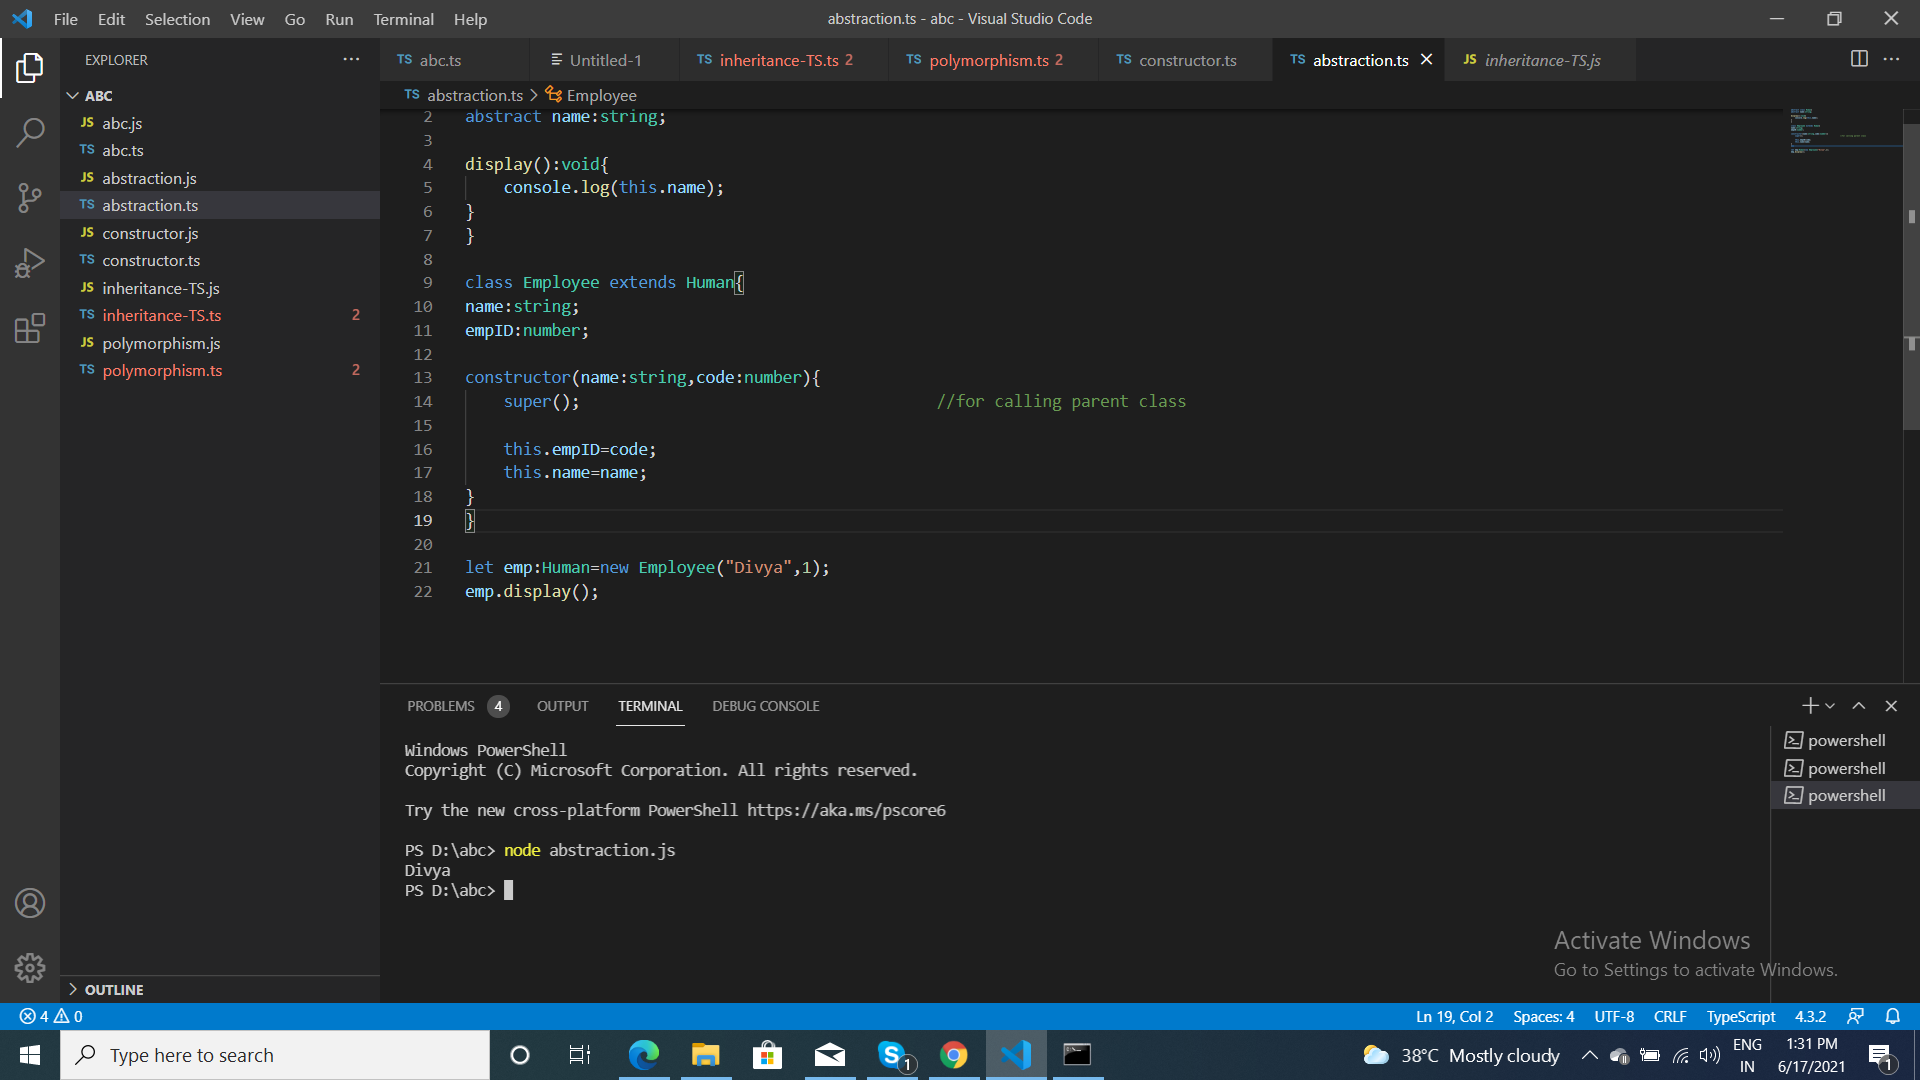 File Edit Selection View Go Run Terminal Help
abstraction.ts - abc - Visual Studio Code
EXPLORER
ABC
JS abc.js
TS abc.ts
JS abstraction.js
TS abstraction.ts
JS constructor.js
TS constructor.ts
JS inheritance-TS.js
TS inheritance-TS.ts 2
JS polymorphism.js
TS polymorphism.ts 2
OUTLINE
TS abc.ts
Untitled-1
TS inheritance-TS.ts 2
TS polymorphism.ts 2
TS constructor.ts
TS abstraction.ts
JS inheritance-TS.js
TS abstraction.ts > Employee
2 abstract name:string;
3
4 display():void{
5 console.log(this.name);
6 }
7 }
8
9 class Employee extends Human{
10 name:string;
11 empID:number;
12
13 constructor(name:string,code:number){
14 super(); //for calling parent class
15
16 this.empID=code;
17 this.name=name;
18 }
19 }
20
21 let emp:Human=new Employee("Divya",1);
22 emp.display();
PROBLEMS 4 OUTPUT TERMINAL DEBUG CONSOLE
Windows PowerShell
Copyright (C) Microsoft Corporation. All rights reserved.
Try the new cross-platform PowerShell https://aka.ms/pscore6
PS D:\abc> node abstraction.js
Divya
PS D:\abc>
powershell
powershell
powershell
Activate Windows
Go to Settings to activate Windows.
4 0
Ln 19, Col 2 Spaces: 4 UTF-8 CRLF TypeScript 4.3.2
Type here to search
S 1
38°C Mostly cloudy
ENG
IN
1:31 PM
6/17/2021
1